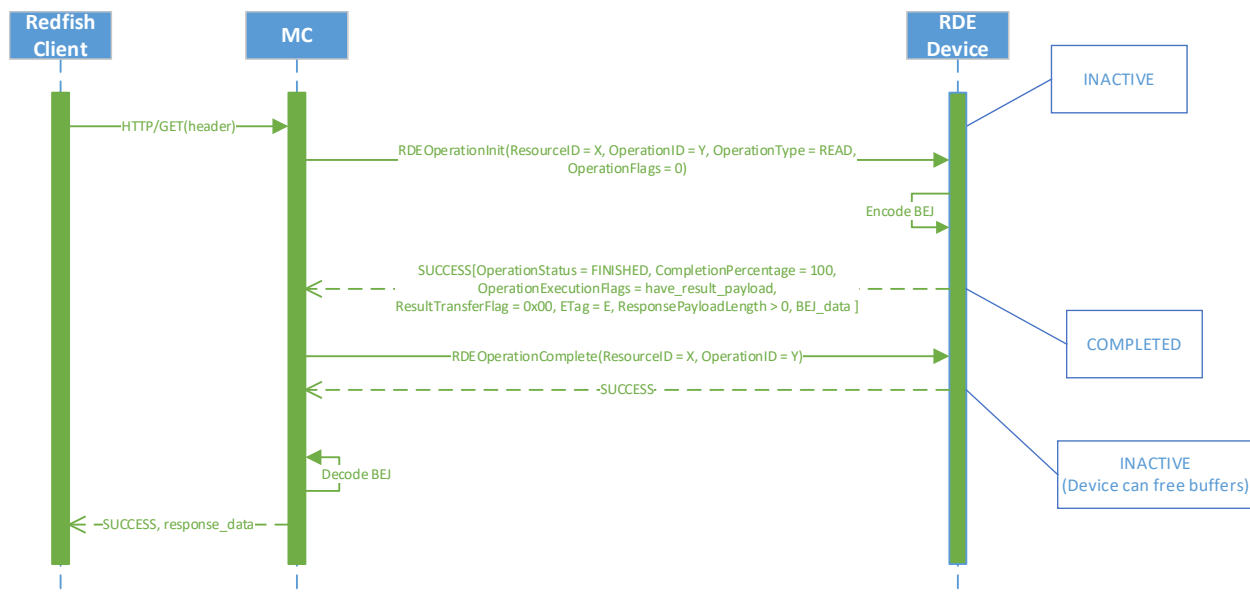 Redfish
Client
MC
RDE
Device
INACTIVE
HTTP/GET(header)
RDEOperationInit(ResourceID = X, OperationID = Y, OperationType = READ,
OperationFlags = 0)
Encode BEJ
SUCCESS[OperationStatus = FINISHED, CompletionPercentage = 100,
OperationExecutionFlags = have_result_payload,
ResultTransferFlag = 0x00, ETag = E, ResponsePayloadLength > 0, BEJ_data ]
COMPLETED
RDEOperationComplete(ResourceID = X, OperationID = Y)
SUCCESS
INACTIVE
(Device can free buffers)
Decode BEJ
SUCCESS, response_data